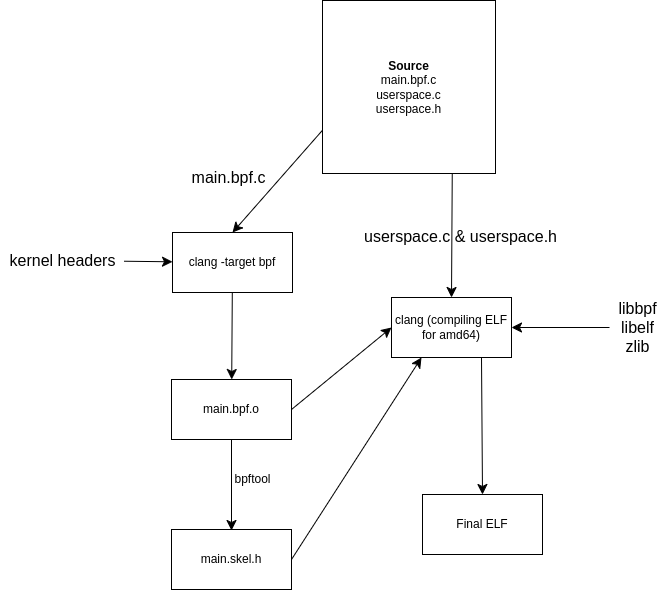 Source
main.bpf.c
userspace.c
userspace.h
main.bpf.c
userspace.c & userspace.h
kernel headers
clang -target bpf
clang (compiling ELF
for amd64)
libbpf
libelf
zlib
main.bpf.o
bpftool
main.skel.h
Final ELF